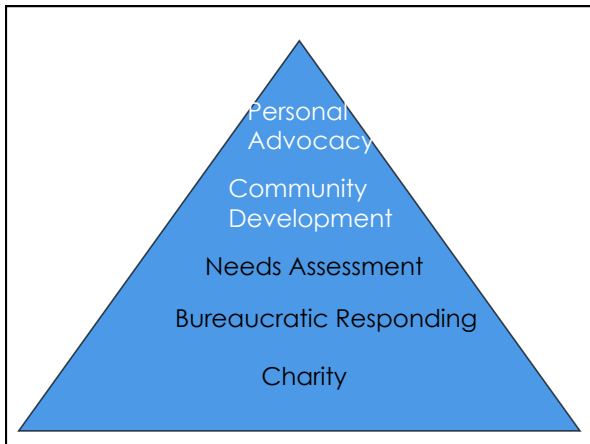 Personal
Advocacy
Community
Development
Needs Assessment
Bureaucratic Responding
Charity